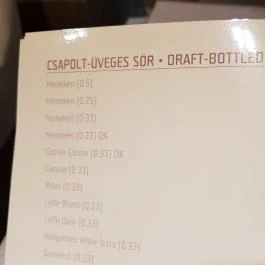 CSAPOLT-ÜVEGES SÖR • DRAFT-BOTTLED
Heineken (0.5)
Heineken (0.25)
Heineken (0.33)
Heineken (0.33) 0%
Gösser Citrom (0.33) 0%
Corona (0.33)
Miller (0.33)
Leffe Blond (0.33)
Leffe Dark (0.33)
Hoegarden White búza (0.33)
Guinness (0.33)